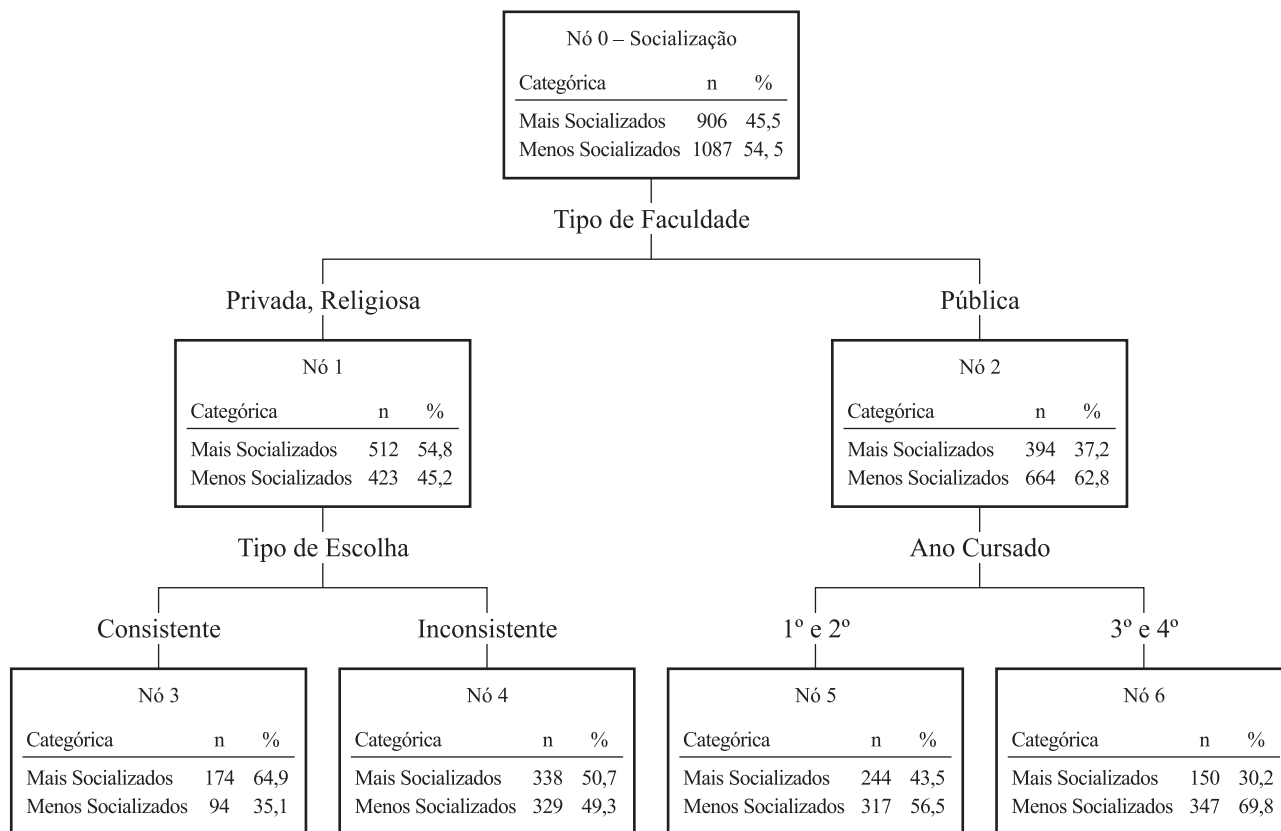 Nó 0 – Socialização
Categórica n %
Mais Socializados 906 45,5
Menos Socializados 1087 54, 5
Tipo de Faculdade
Privada, Religiosa
Pública
Nó 1
Categórica n %
Mais Socializados 512 54,8
Menos Socializados 423 45,2
Nó 2
Categórica n %
Mais Socializados 394 37,2
Menos Socializados 664 62,8
Tipo de Escolha
Ano Cursado
Consistente
Inconsistente
1º e 2º
3º e 4º
Nó 3
Categórica n %
Mais Socializados 174 64,9
Menos Socializados 94 35,1
Nó 4
Categórica n %
Mais Socializados 338 50,7
Menos Socializados 329 49,3
Nó 5
Categórica n %
Mais Socializados 244 43,5
Menos Socializados 317 56,5
Nó 6
Categórica n %
Mais Socializados 150 30,2
Menos Socializados 347 69,8